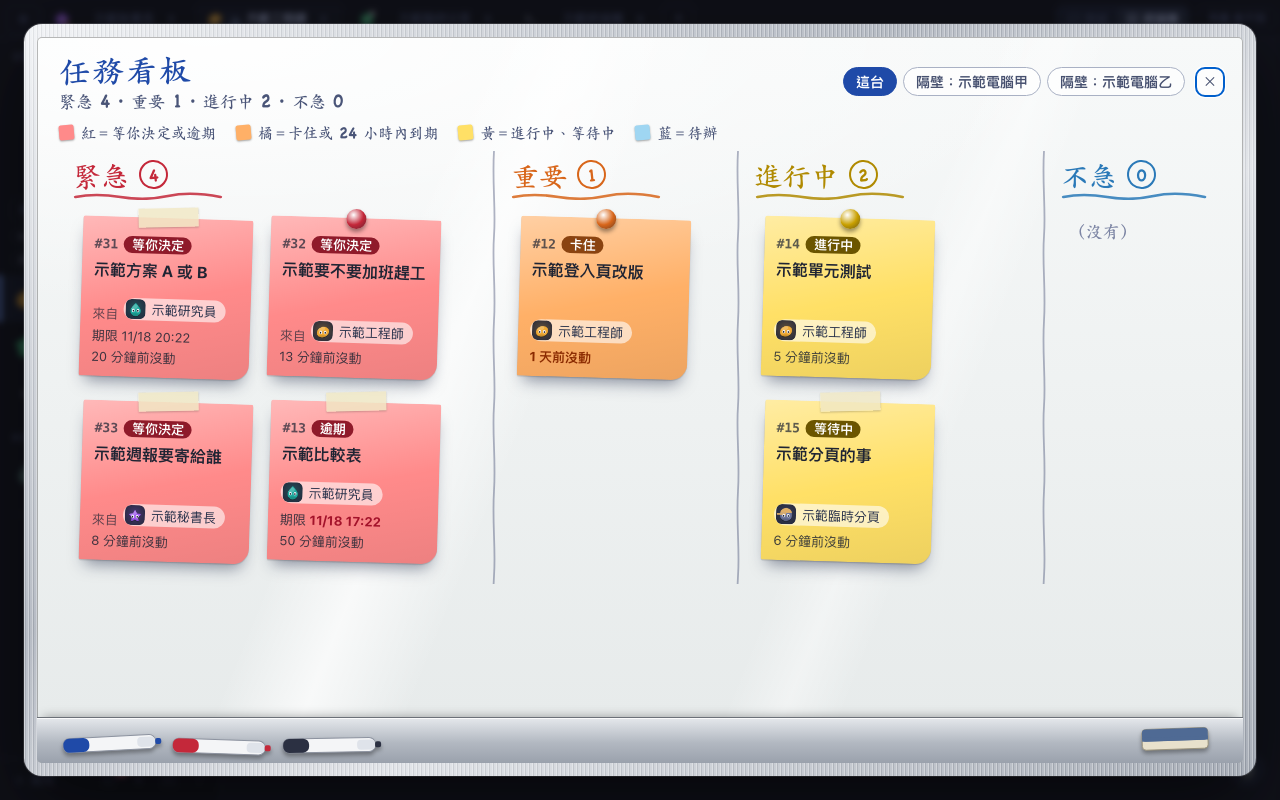 任務看板
緊急 4・重要 1・進行中 2・不急 0
這台
隔壁：示範電腦甲
隔壁：示範電腦乙
×
紅＝等你決定或逾期
橘＝卡住或 24 小時內到期
黃＝進行中、等待中
藍＝待辦
緊急 4
#31 等你決定
示範方案 A 或 B
來自 示範研究員
期限 11/18 20:22
20 分鐘前沒動
#32 等你決定
示範要不要加班趕工
來自 示範工程師
13 分鐘前沒動
#33 等你決定
示範週報要寄給誰
來自 示範秘書長
8 分鐘前沒動
#13 逾期
示範比較表
示範研究員
期限 11/18 17:22
50 分鐘前沒動
重要 1
#12 卡住
示範登入頁改版
示範工程師
1 天前沒動
進行中 2
#14 進行中
示範單元測試
示範工程師
5 分鐘前沒動
#15 等待中
示範分頁的事
示範臨時分頁
6 分鐘前沒動
不急 0
（沒有）